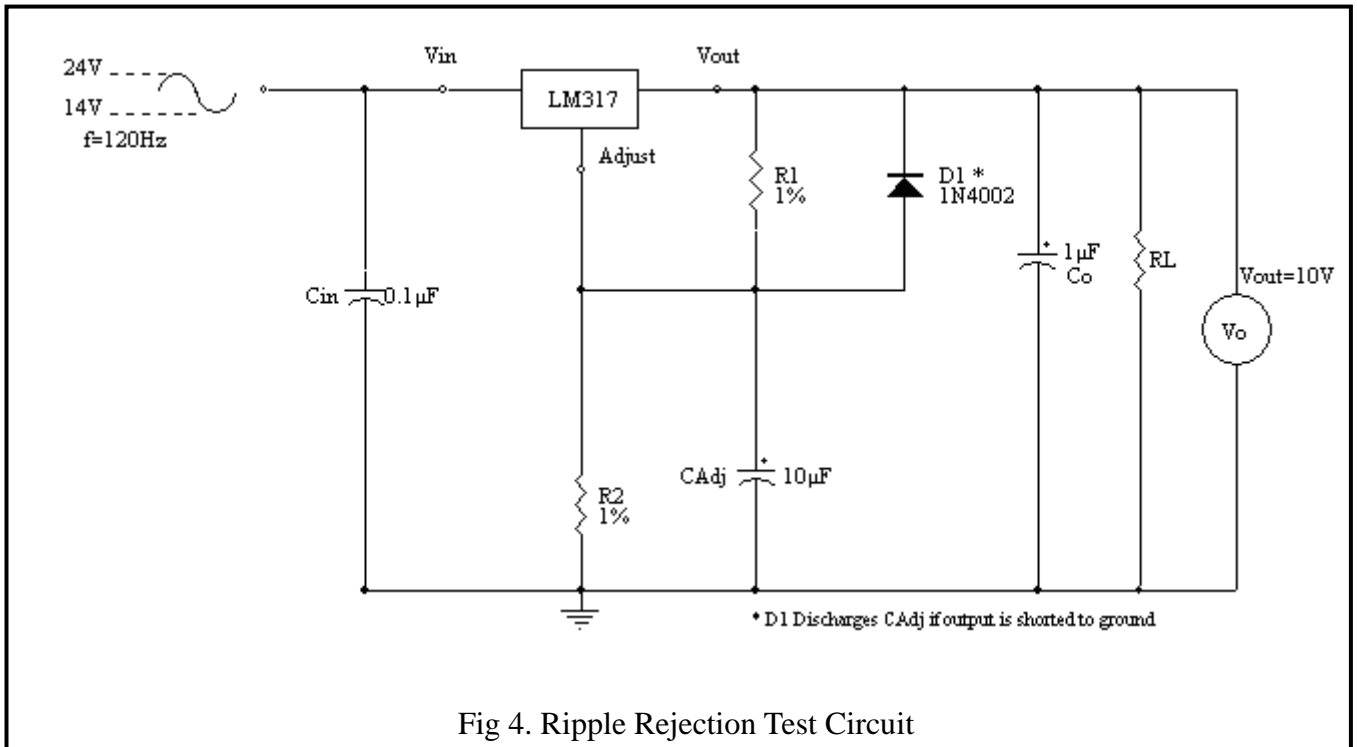 24V
14V
f=120Hz
Vin
LM317
Vout
Adjust
R1
1%
D1 *
1N4002
1µF
Co
RL
Vout=10V
Vo
Cin
0.1µF
R2
1%
CAdj
10µF
* D1 Discharges CAdj if output is shorted to ground
Fig 4. Ripple Rejection Test Circuit